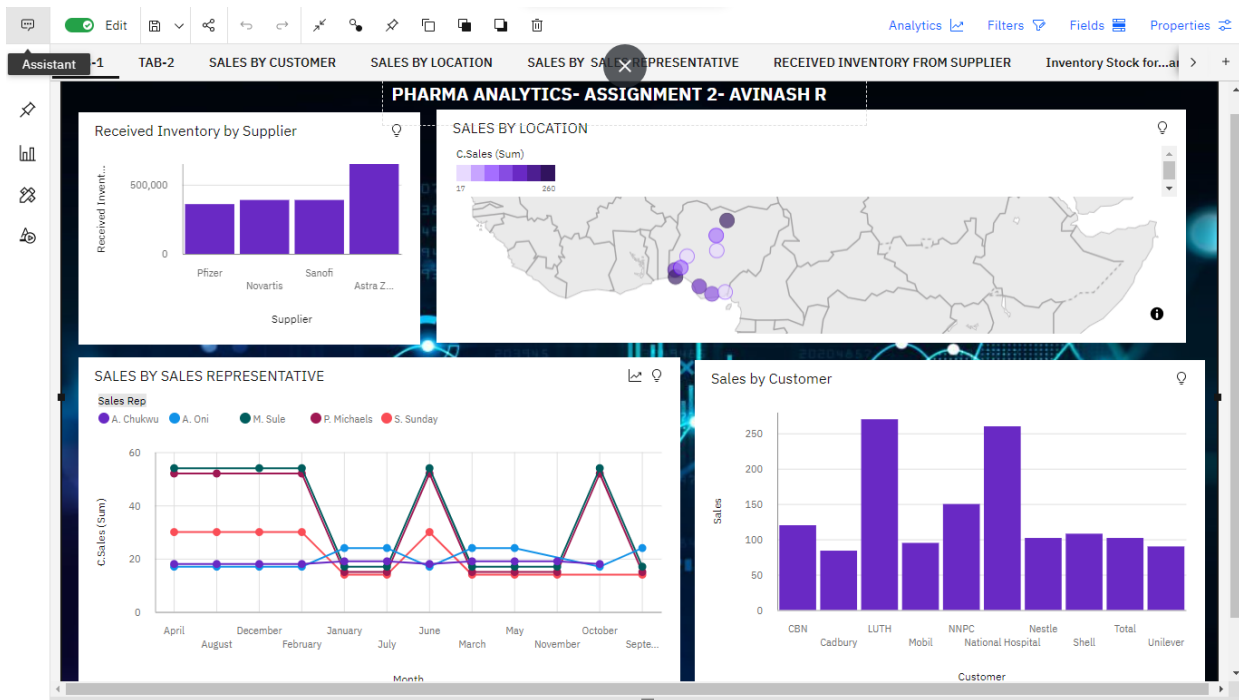 Edit
Analytics
Filters
Fields
Properties
Assistant
-1
TAB-2
SALES BY CUSTOMER
SALES BY LOCATION
SALES BY SALES REPRESENTATIVE
RECEIVED INVENTORY FROM SUPPLIER
Inventory Stock for...
+
PHARMA ANALYTICS- ASSIGNMENT 2- AVINASH R
Received Inventory by Supplier
Received Invent...
500,000
0
Pfizer
Novartis
Sanofi
Astra Z...
Supplier
SALES BY LOCATION
C.Sales (Sum)
17
260
SALES BY SALES REPRESENTATIVE
Sales Rep
A. Chukwu
A. Oni
M. Sule
P. Michaels
S. Sunday
C.Sales (Sum)
60
40
20
0
April
August
December
February
January
July
June
March
May
November
October
Septe...
Month
Sales by Customer
Sales
250
200
150
100
50
0
CBN
Cadbury
LUTH
Mobil
NNPC
National Hospital
Nestle
Shell
Total
Unilever
Customer